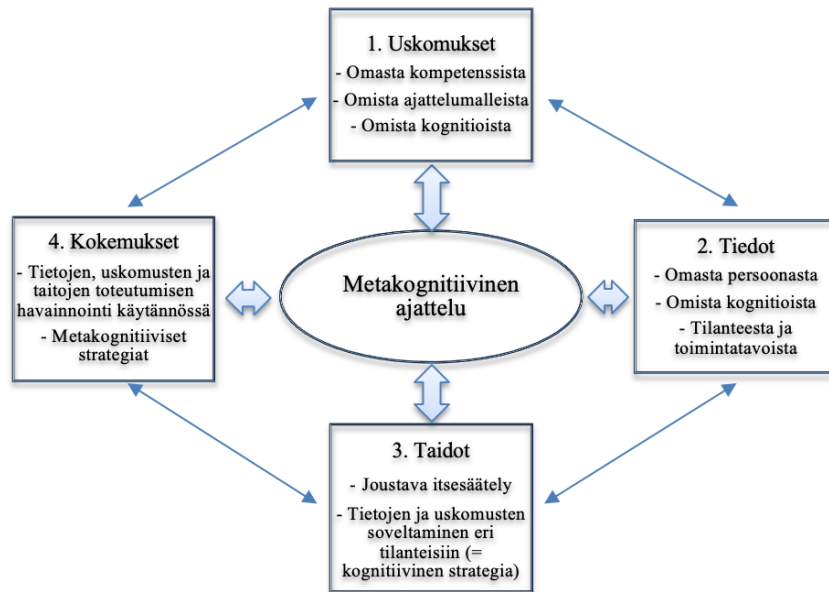 1. Uskomukset
- Omasta kompetenssista
- Omista ajattelumalleista
- Omista kognitioista
4. Kokemukset
- Tietojen, uskomusten ja
taitojen toteutumisen
havainnointi käytännössä
- Metakognitiiviset
strategiat
Metakognitiivinen
ajattelu
2. Tiedot
- Omasta persoonasta
- Omista kognitioista
- Tilanteesta ja
toimintatavoista
3. Taidot
- Joustava itsesäätely
- Tietojen ja uskomusten
soveltaminen eri
tilanteisiin (=
kognitiivinen strategia)